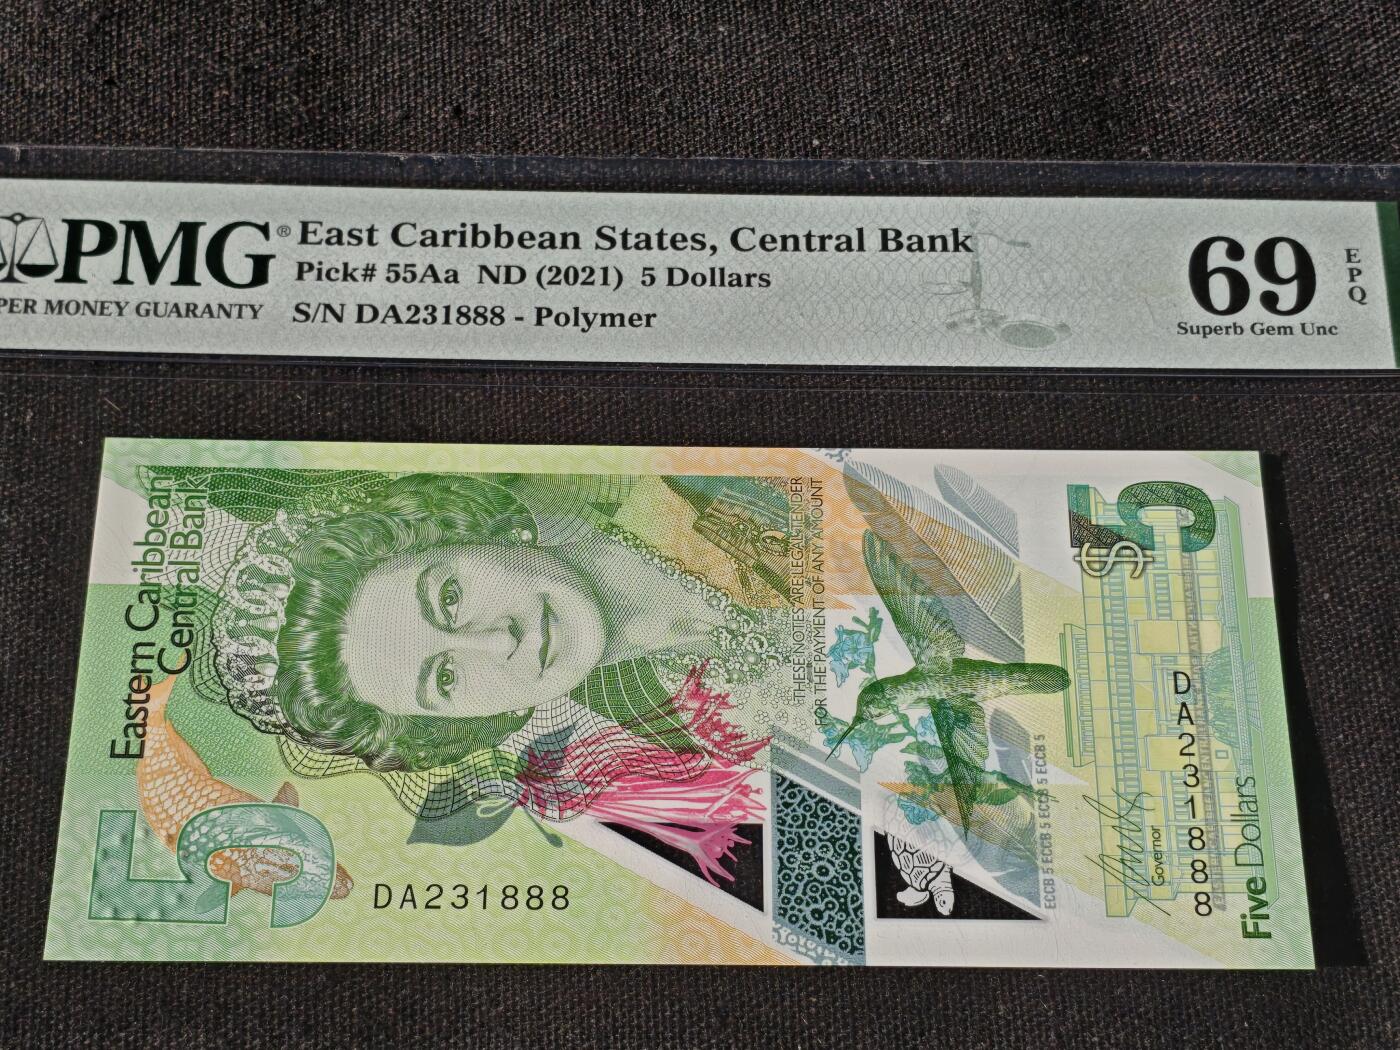 PMG®
PER MONEY GUARANTY
East Caribbean States, Central Bank
Pick# 55Aa ND (2021) 5 Dollars
S/N DA231888 - Polymer
69
EPQ
Superb Gem Unc
Eastern Caribbean
Central Bank
THESE NOTES ARE LEGAL TENDER
FOR THE PAYMENT OF ANY AMOUNT
$5
5
DA231888
ECCB 5 ECCB 5 ECCB 5 ECCB 5
Governor
DA231888
Five Dollars